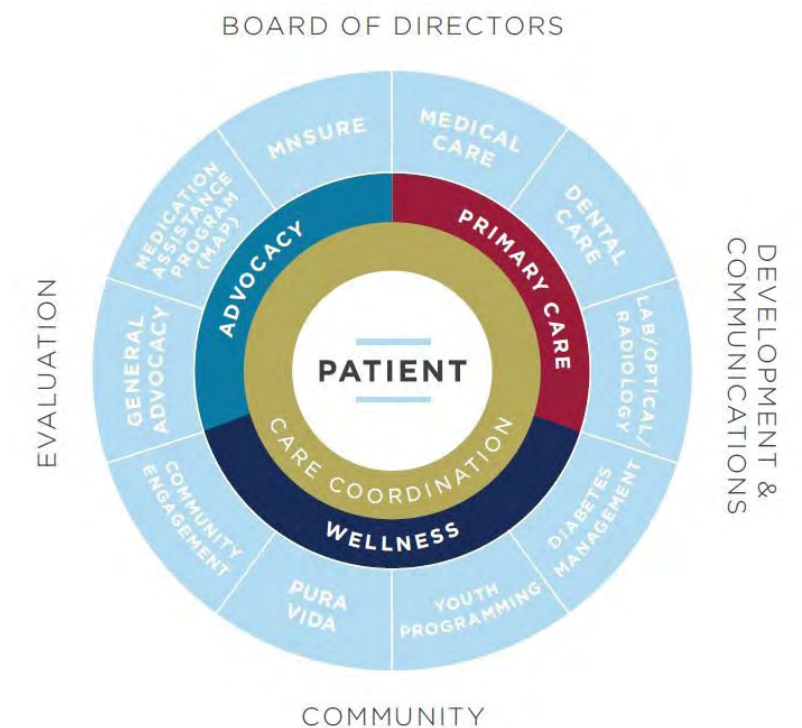 BOARD OF DIRECTORS
MNSURE
MEDICAL
CARE
MEDICATION
ASSISTANCE
PROGRAM
(MAP)
DENTAL
CARE
ADVOCACY
PRIMARY CARE
EVALUATION
GENERAL
ADVOCACY
PATIENT
LAB/OPTICAL/
RADIOLOGY
DEVELOPMENT &
COMMUNICATIONS
CARE COORDINATION
COMMUNITY
ENGAGEMENT
WELLNESS
DIABETES
MANAGEMENT
PURA
VIDA
YOUTH
PROGRAMMING
COMMUNITY